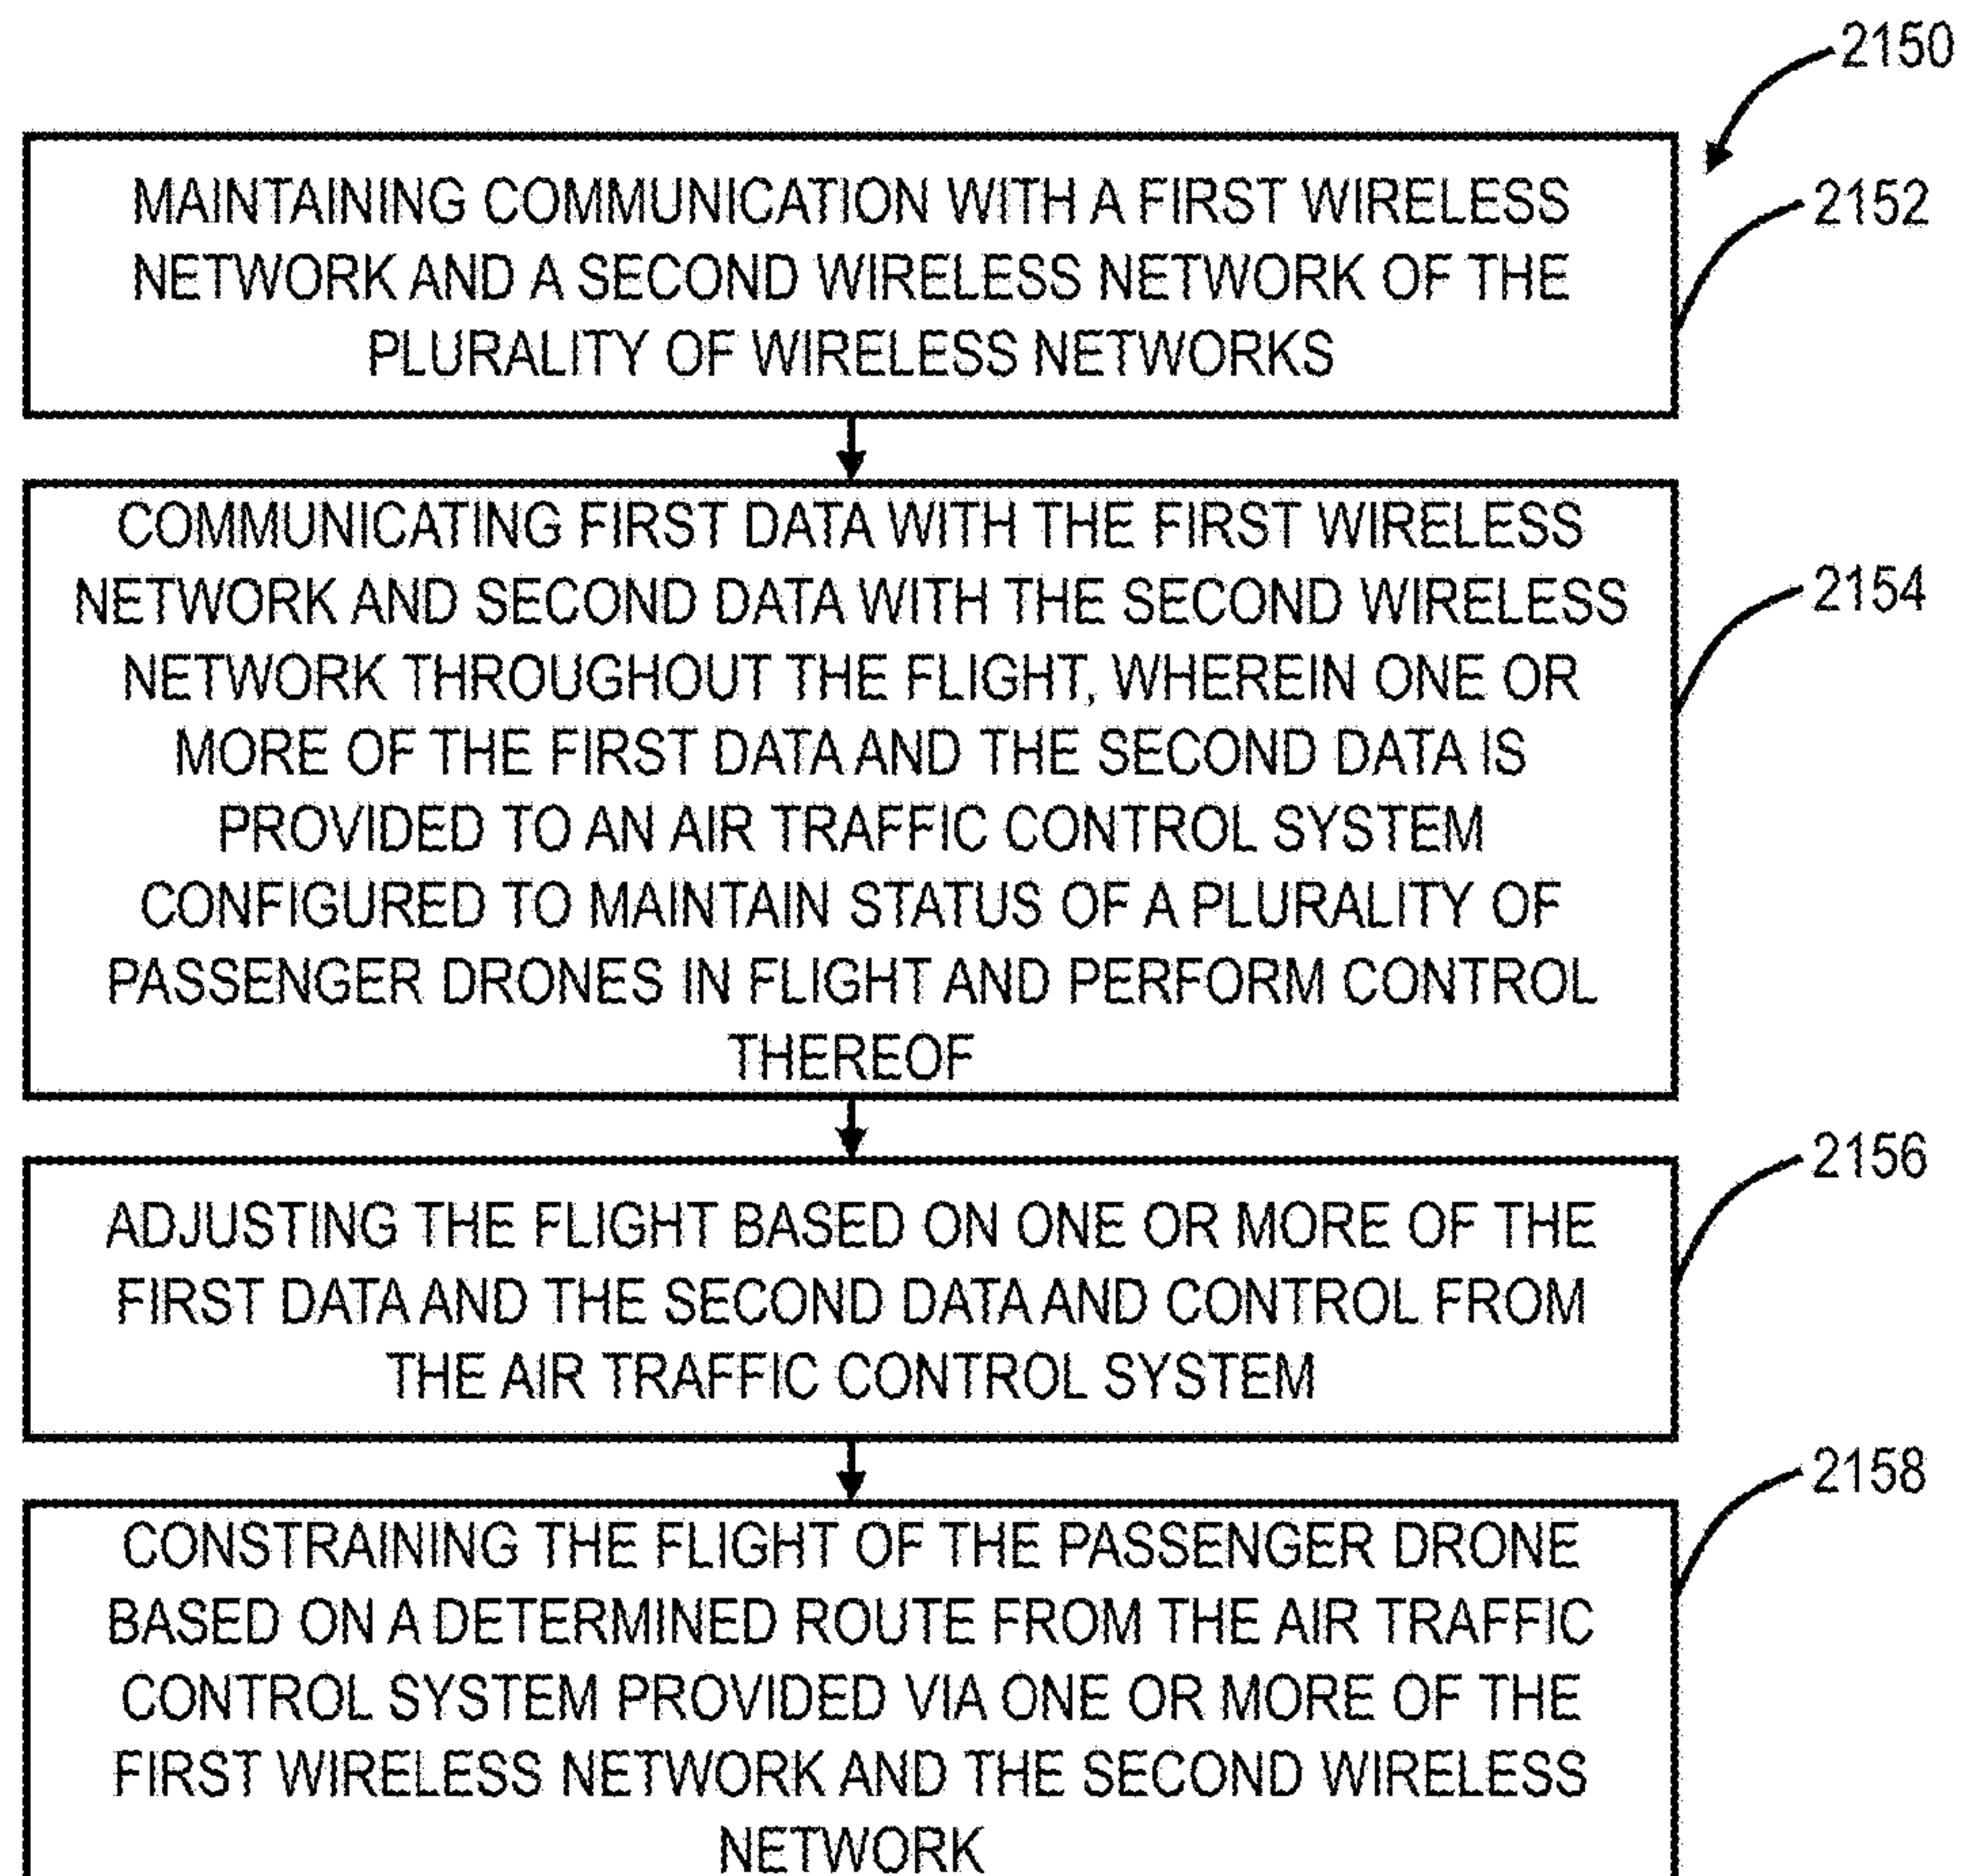 2150
MAINTAINING COMMUNICATION WITH A FIRST WIRELESS
NETWORK AND A SECOND WIRELESS NETWORK OF THE
PLURALITY OF WIRELESS NETWORKS
2152
COMMUNICATING FIRST DATA WITH THE FIRST WIRELESS
NETWORK AND SECOND DATA WITH THE SECOND WIRELESS
NETWORK THROUGHOUT THE FLIGHT, WHEREIN ONE OR
MORE OF THE FIRST DATA AND THE SECOND DATA IS
PROVIDED TO AN AIR TRAFFIC CONTROL SYSTEM
CONFIGURED TO MAINTAIN STATUS OF A PLURALITY OF
PASSENGER DRONES IN FLIGHT AND PERFORM CONTROL
THEREOF
2154
ADJUSTING THE FLIGHT BASED ON ONE OR MORE OF THE
FIRST DATA AND THE SECOND DATA AND CONTROL FROM
THE AIR TRAFFIC CONTROL SYSTEM
2156
CONSTRAINING THE FLIGHT OF THE PASSENGER DRONE
BASED ON A DETERMINED ROUTE FROM THE AIR TRAFFIC
CONTROL SYSTEM PROVIDED VIA ONE OR MORE OF THE
FIRST WIRELESS NETWORK AND THE SECOND WIRELESS
NETWORK
2158